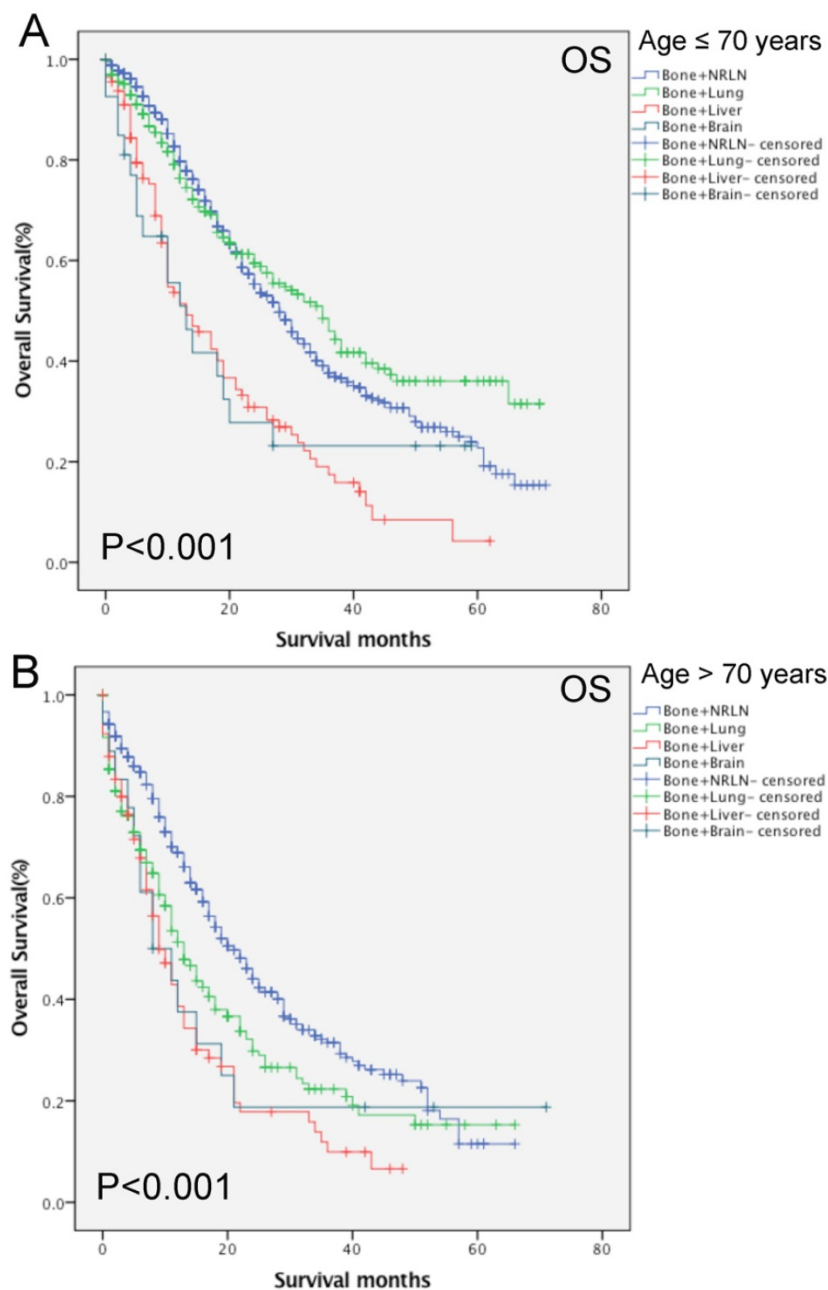 A
OS
Age ≤ 70 years
Bone+NRLN
Bone+Lung
Bone+Liver
Bone+Brain
Bone+NRLN– censored
Bone+Lung– censored
Bone+Liver– censored
Bone+Brain– censored
Overall Survival(%)
1.0
0.8
0.6
0.4
0.2
0.0
P<0.001
0 20 40 60 80
Survival months
B
OS
Age > 70 years
Bone+NRLN
Bone+Lung
Bone+Liver
Bone+Brain
Bone+NRLN– censored
Bone+Lung– censored
Bone+Liver– censored
Bone+Brain– censored
Overall Survival(%)
1.0
0.8
0.6
0.4
0.2
0.0
P<0.001
0 20 40 60 80
Survival months